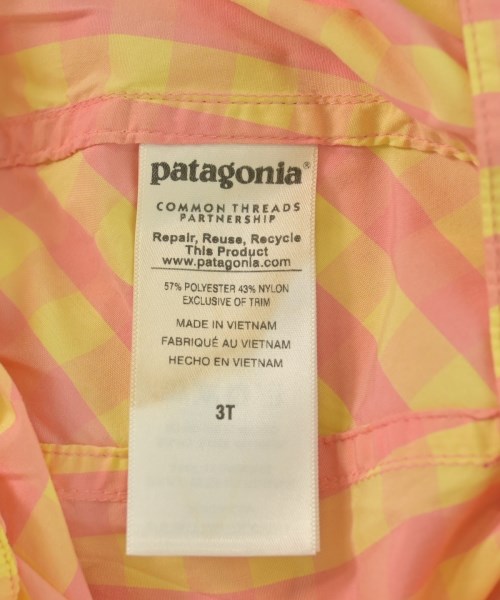 patagonia®
COMMON THREADS
PARTNERSHIP
Repair, Reuse, Recycle
This Product
www.patagonia.com
57% POLYESTER 43% NYLON
EXCLUSIVE OF TRIM
MADE IN VIETNAM
FABRIQUÉ AU VIETNAM
HECHO EN VIETNAM
3T